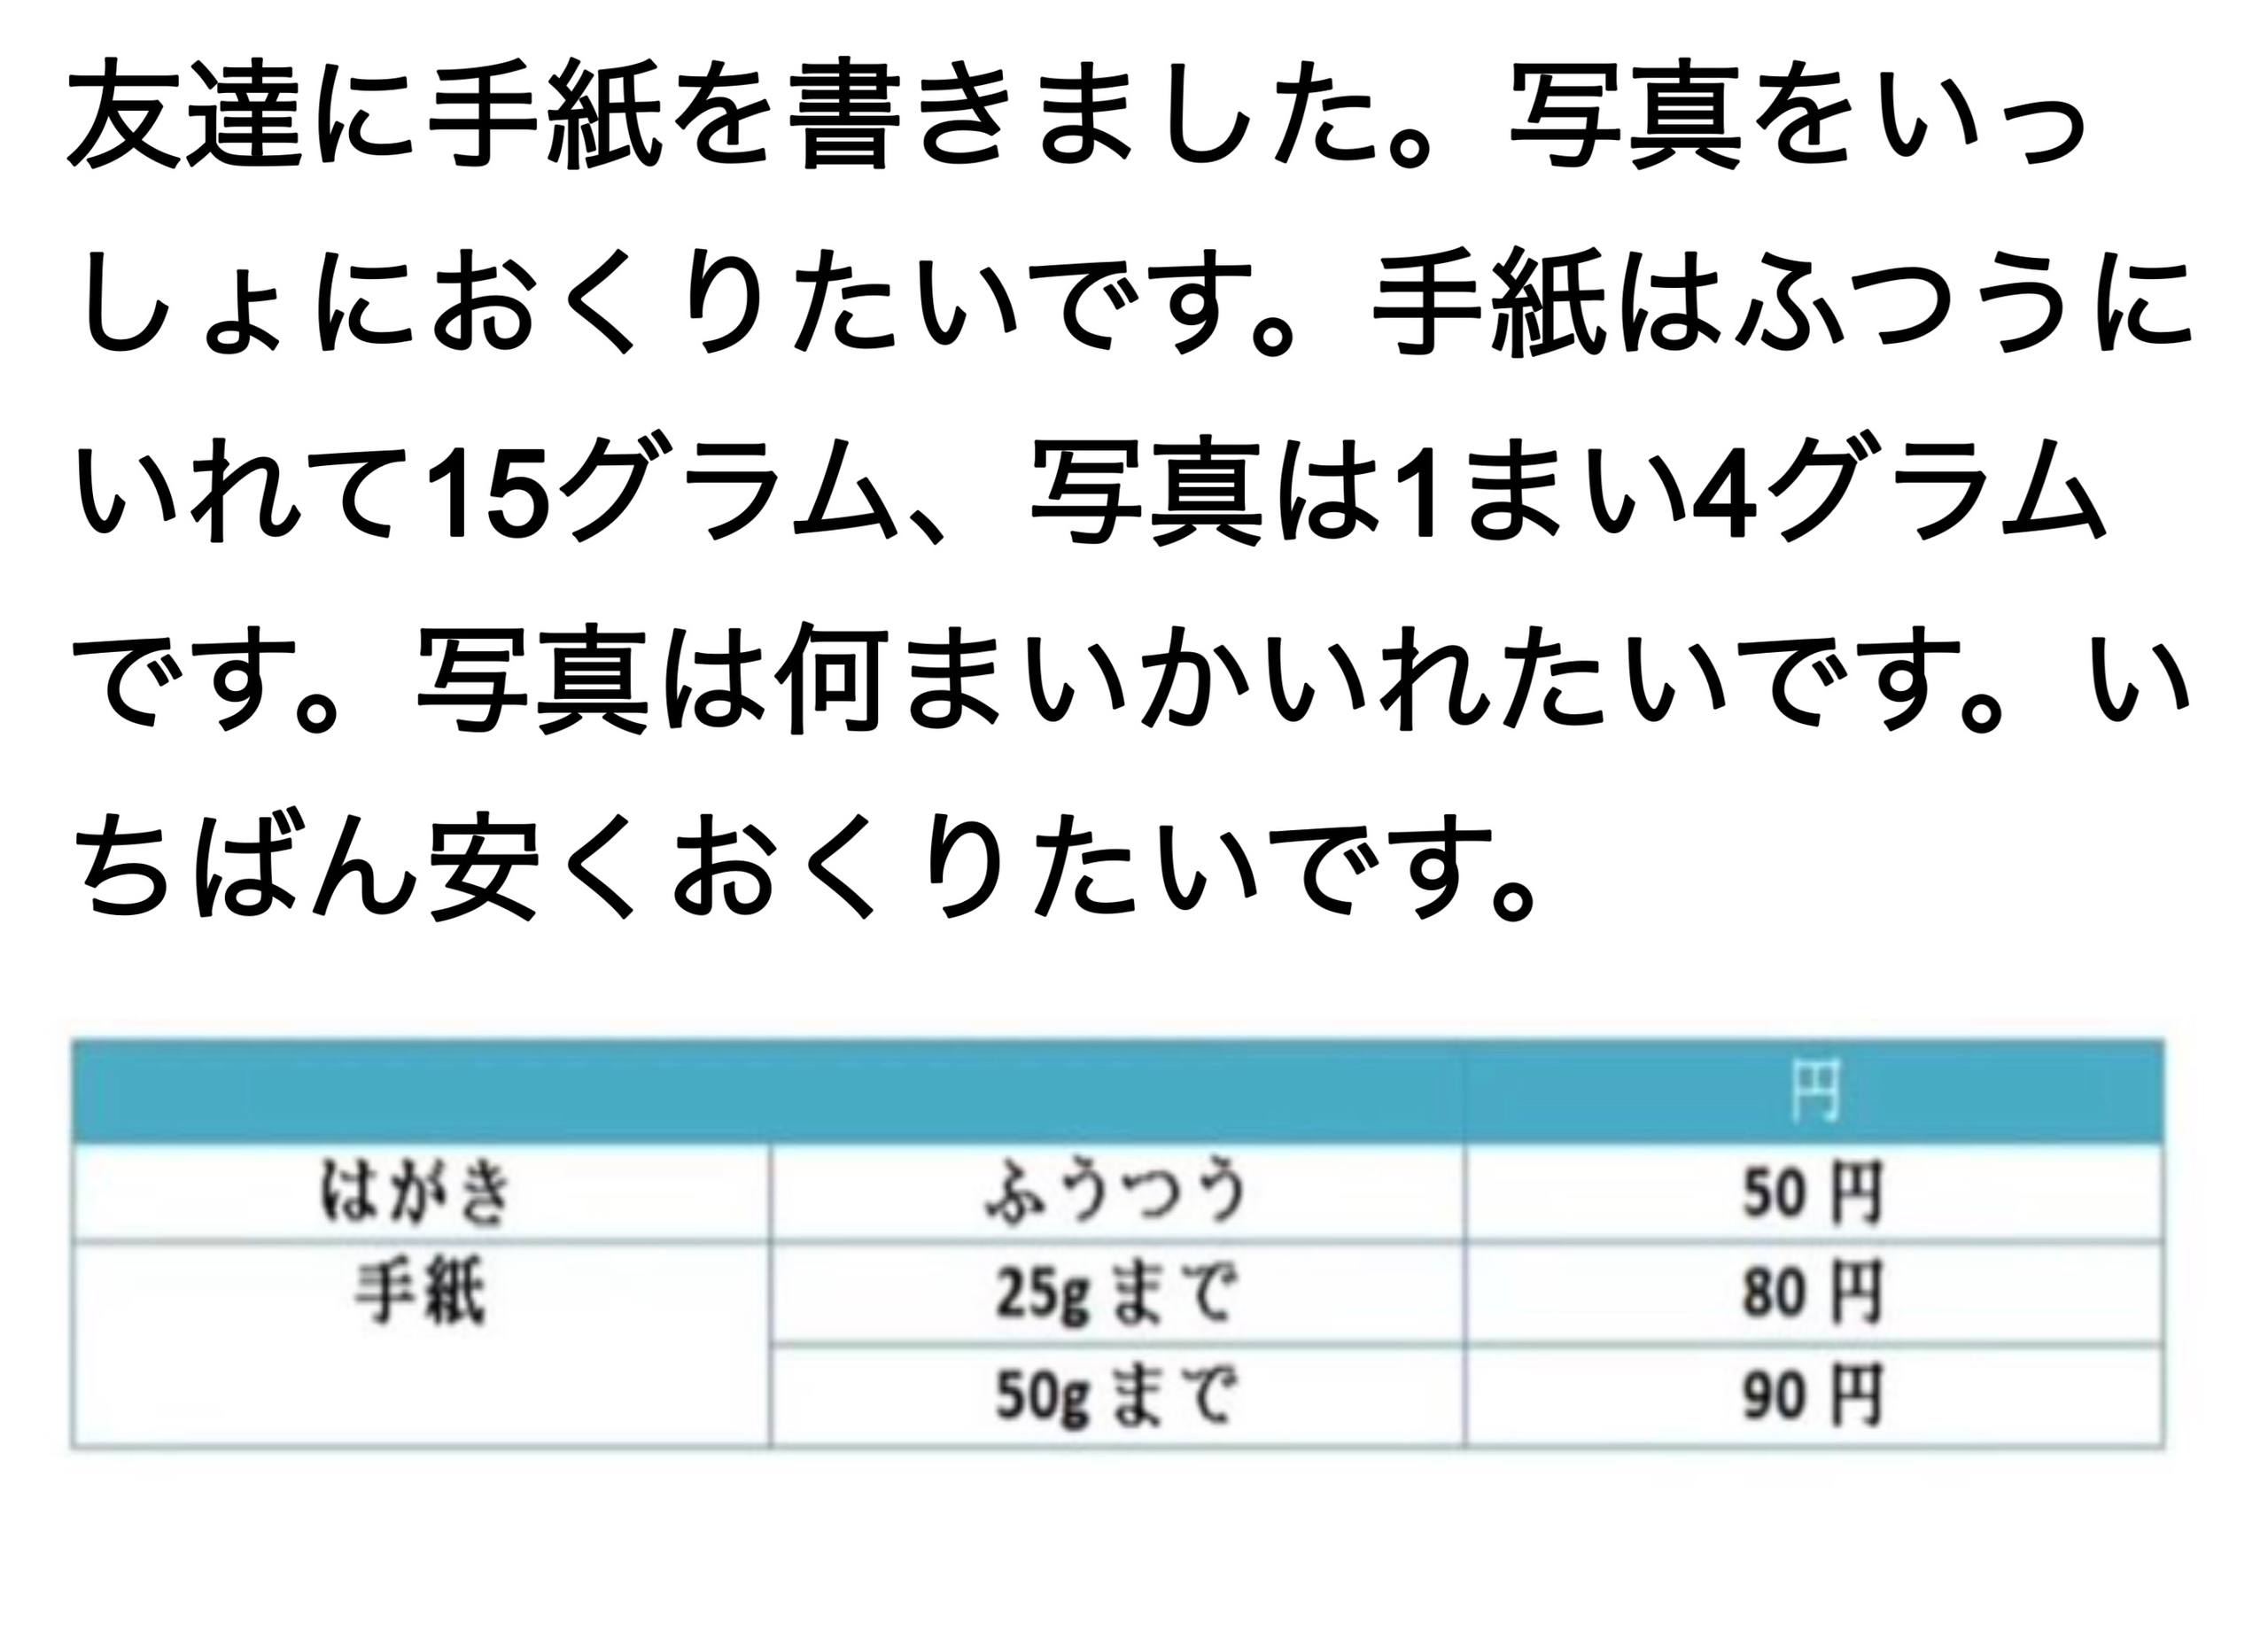 友達に手紙を書きました。写真をいっ
しょにおくりたいです。手紙はふつうに
いれて15グラム、写真は1まい4グラム
です。写真は何まいかいれたいです。い
ちばん安くおくりたいです。
円
はがき ふうつう 50 円
手紙 25g まで 80 円
50g まで 90 円